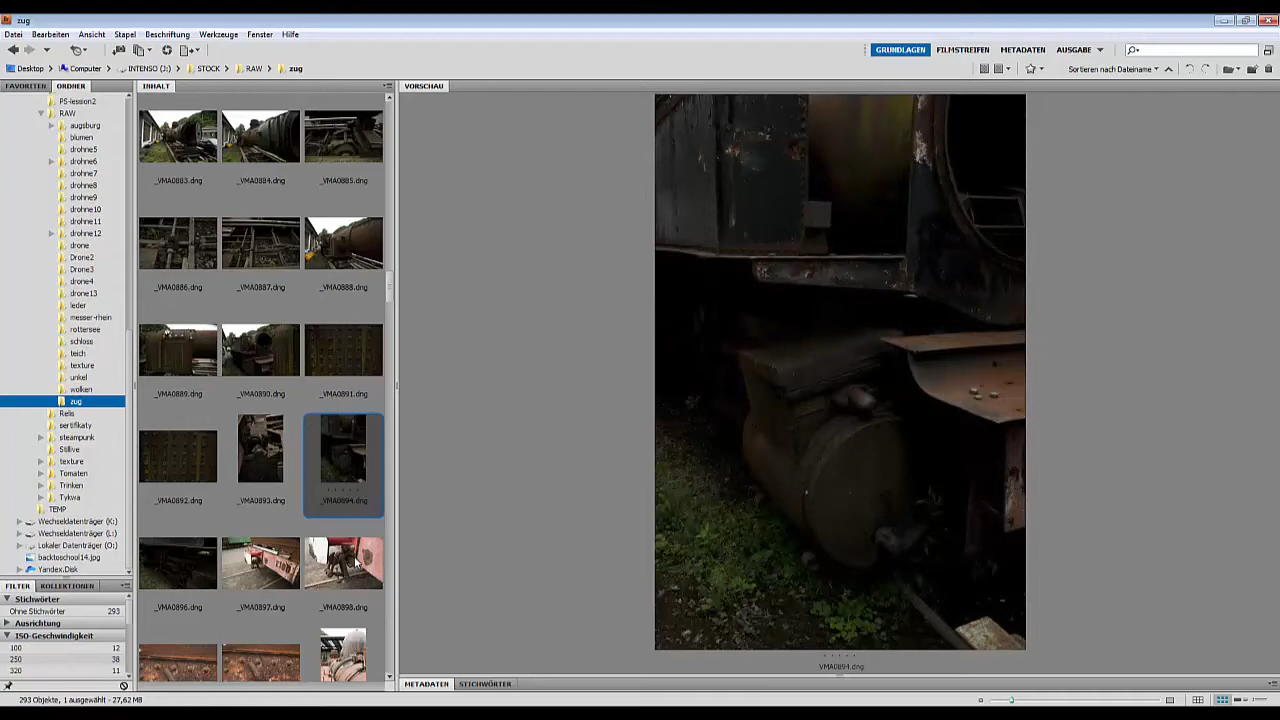 zug
Datei Bearbeiten Ansicht Stapel Beschriftung Werkzeuge Fenster Hilfe
GRUNDLAGEN FILMSTREIFEN METADATEN AUSGABE
Desktop Computer INTENSO (J:) STOCK RAW zug
Sortieren nach Dateiname
FAVORITEN ORDNER
INHALT
VORSCHAU
PS-lession2
RAW
augsburg
blumen
drohne5
drohne6
drohne7
drohne8
drohne9
drohne10
drohne11
drohne12
drone
Drone2
Drone3
drone4
drone13
leder
messer-rhein
rottersee
schloss
teich
texture
unkel
wolken
zug
Relis
sertifikaty
steampunk
Stillive
texture
Tomaten
Trinken
Tykwa
TEMP
Wechseldatenträger (K:)
Wechseldatenträger (L:)
Lokaler Datenträger (O:)
backtoschool14.jpg
Yandex.Disk
FILTER KOLLEKTIONEN
Stichwörter
Ohne Stichwörter 293
Ausrichtung
ISO-Geschwindigkeit
100 12
250 38
320 11
_VMA0883.dng _VMA0884.dng _VMA0885.dng
_VMA0886.dng _VMA0887.dng _VMA0888.dng
_VMA0889.dng _VMA0890.dng _VMA0891.dng
_VMA0892.dng _VMA0893.dng _VMA0894.dng
_VMA0896.dng _VMA0897.dng _VMA0898.dng
_VMA0894.dng
METADATEN STICHWÖRTER
293 Objekte, 1 ausgewählt - 27,62 MB